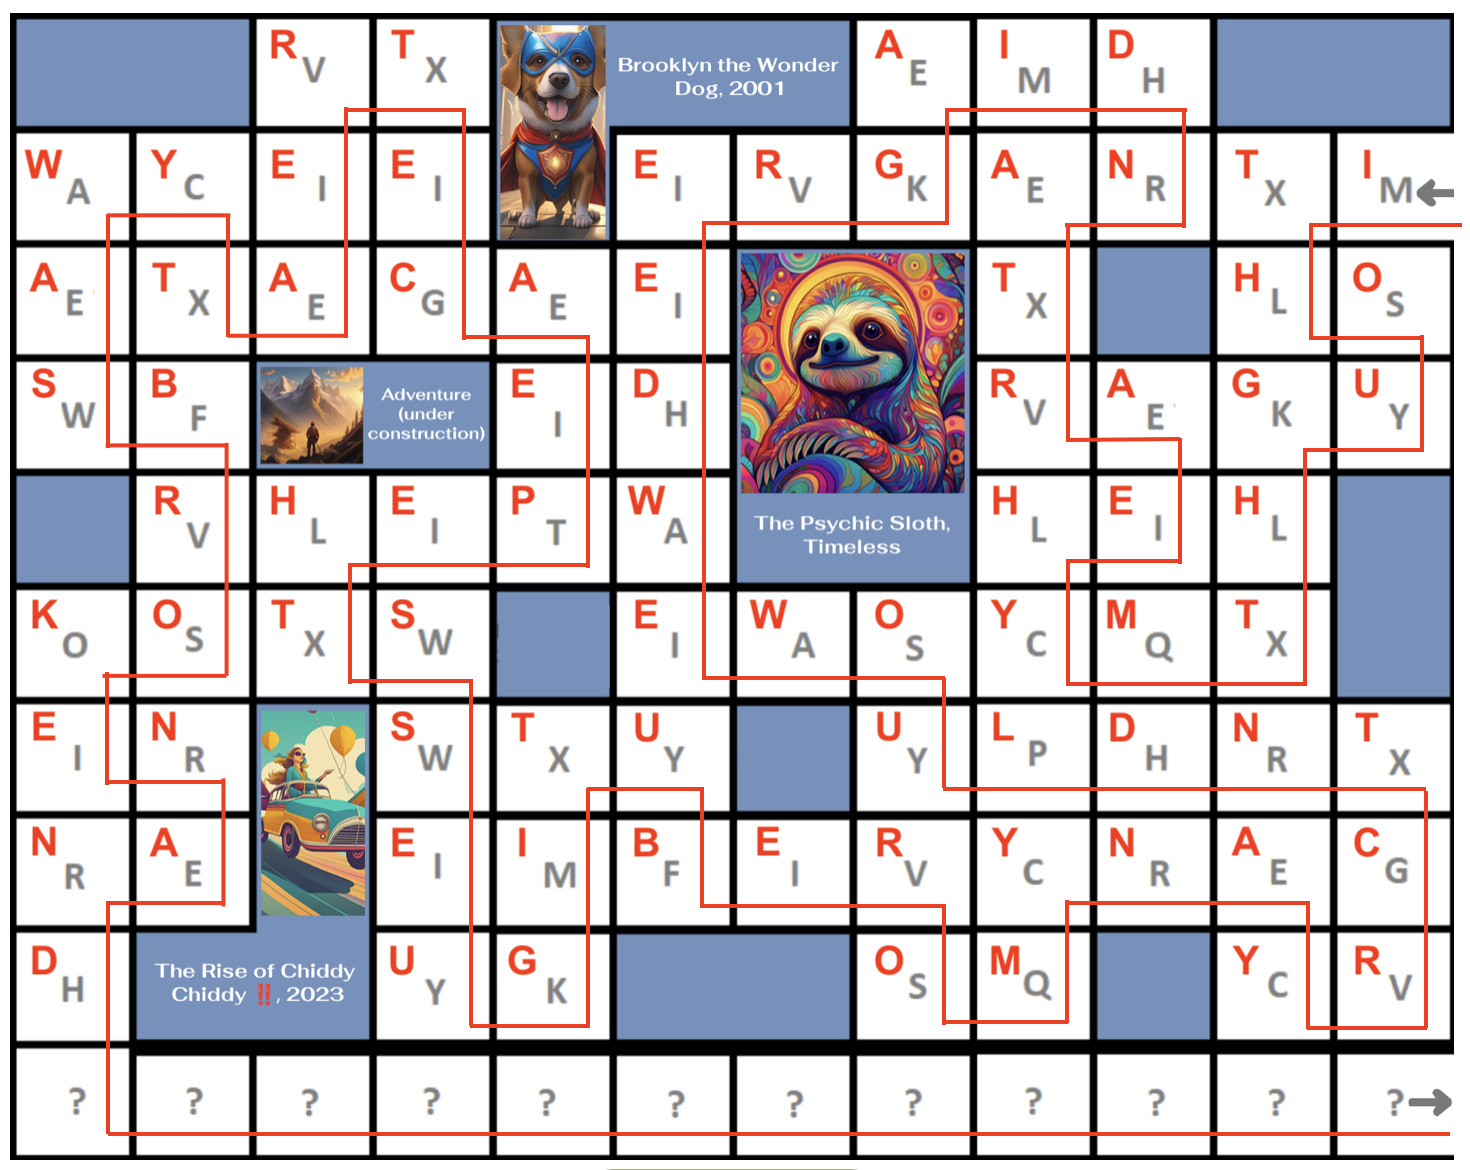 R V T X Brooklyn the Wonder A E I M D H
Dog, 2001
W A Y C E I E I E I R V G K A E N R T X I M ←
A E T X A E C G A E E I T X H L O S
S W B F Adventure E I D H R V A E G K U Y
(under
construction)
R V H L E I P T W A The Psychic Sloth, H L E I H L
Timeless
K O O S T X S W E I W A O S Y C M Q T X
E I N R S W T X U Y U Y L P D H N R T X
N R A E E I I M B F E I R V Y C N R A E C G
D H The Rise of Chiddy U Y G K O S M Q Y C R V
Chiddy ‼️, 2023
? ? ? ? ? ? ? ? ? ? ? ? →